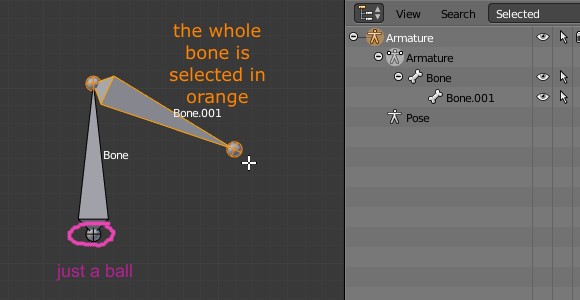 the whole
bone is
selected in
orange
Bone.001
Bone
just a ball
View Search Selected
Armature
Armature
Bone
Bone.001
Pose